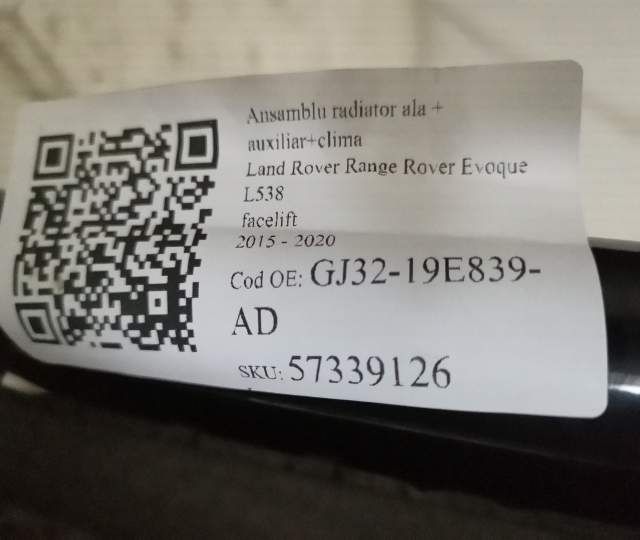 Ansamblu radiator ala +
auxiliar+clima
Land Rover Range Rover Evoque
L538
facelift
2015 - 2020
Cod OE: GJ32-19E839-
AD
SKU: 57339126